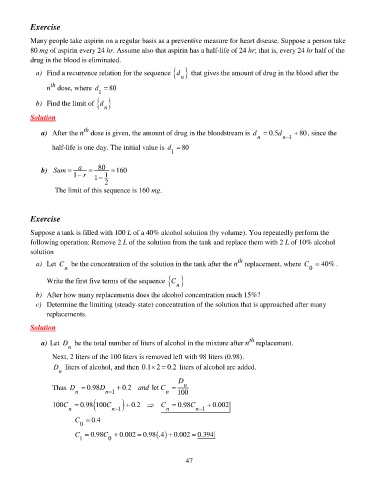 Exercise
Many people take aspirin on a regular basis as a preventive measure for heart disease. Suppose a person take
80 mg of aspirin every 24 hr. Assume also that aspirin has a half-life of 24 hr; that is, every 24 hr half of the
drug in the blood is eliminated.
a) Find a recurrence relation for the sequence {d_n} that gives the amount of drug in the blood after the
n^th dose, where d_1 = 80
b) Find the limit of {d_n}
Solution
a) After the n^th dose is given, the amount of drug in the bloodstream is d_n = 0.5d_{n-1} + 80, since the
half-life is one day. The initial value is d_1 = 80
b) Sum = a/(1−r) = 80/(1−1/2) = 160
The limit of this sequence is 160 mg.
Exercise
Suppose a tank is filled with 100 L of a 40% alcohol solution (by volume). You repeatedly perform the
following operation: Remove 2 L of the solution from the tank and replace them with 2 L of 10% alcohol
solution
a) Let C_n be the concentration of the solution in the tank after the n^th replacement, where C_0 = 40%.
Write the first five terms of the sequence {C_n}
b) After how many replacements does the alcohol concentration reach 15%?
c) Determine the limiting (steady-state) concentration of the solution that is approached after many
replacements.
Solution
a) Let D_n be the total number of liters of alcohol in the mixture after n^th replacement.
Next, 2 liters of the 100 liters is removed left with 98 liters (0.98).
D_n liters of alcohol, and then 0.1×2 = 0.2 liters of alcohol are added.
Thus D_n = 0.98D_{n-1} + 0.2 and let C_n = D_n/100
100C_n = 0.98(100C_{n-1}) + 0.2 ⇒ C_n = 0.98C_{n-1} + 0.002
C_0 = 0.4
C_1 = 0.98C_0 + 0.002 = 0.98(.4) + 0.002 = 0.394
47